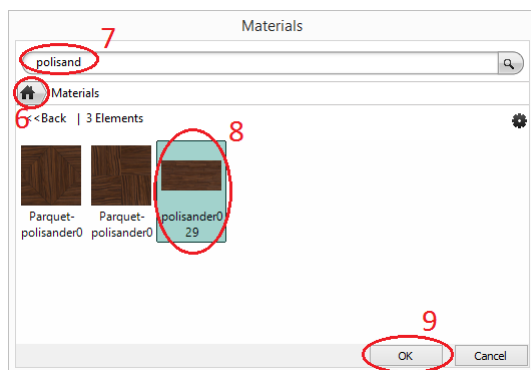 Materials
7
polisand
6
Materials
<<Back | 3 Elements
8
Parquet-
polisander0
Parquet-
polisander0
polisander0
29
9
OK
Cancel